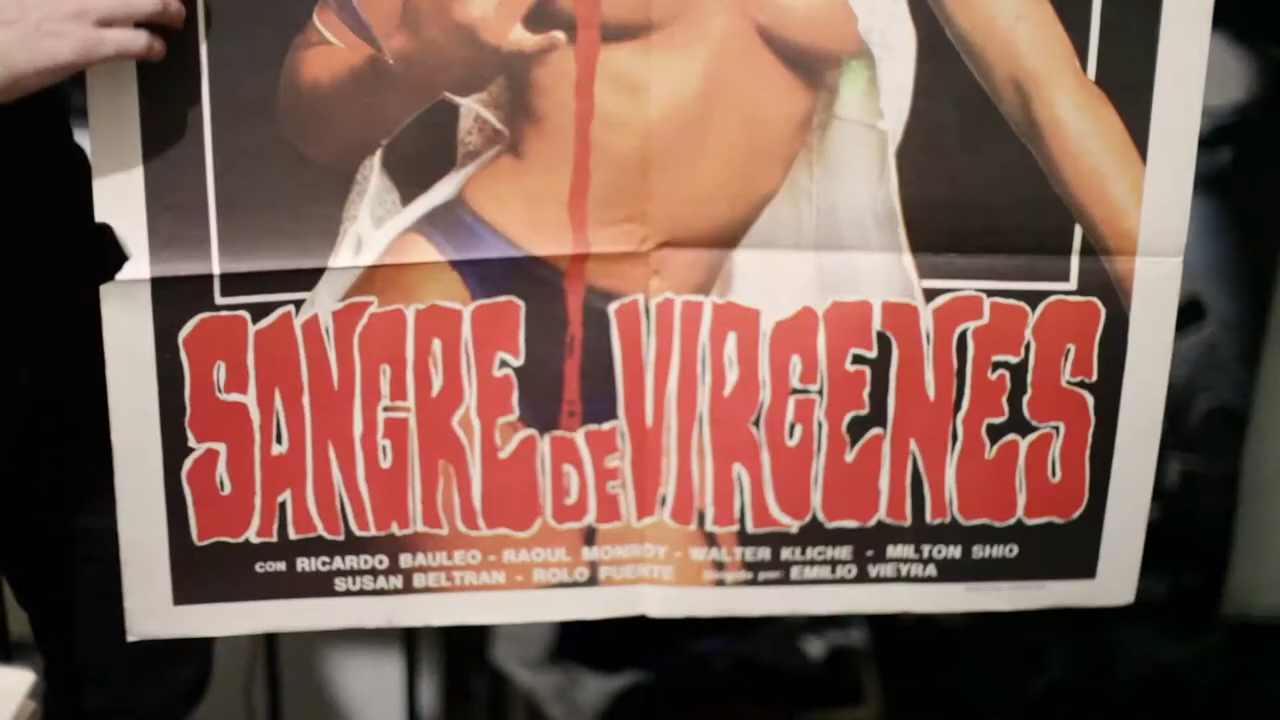 SANGRE DE VIRGENES
CON RICARDO BAULEO - RAOUL MONROY - WALTER KLICHE - MILTON SHIO
SUSAN BELTRAN - ROLO PUENTE Dirigido por: EMILIO VIEYRA